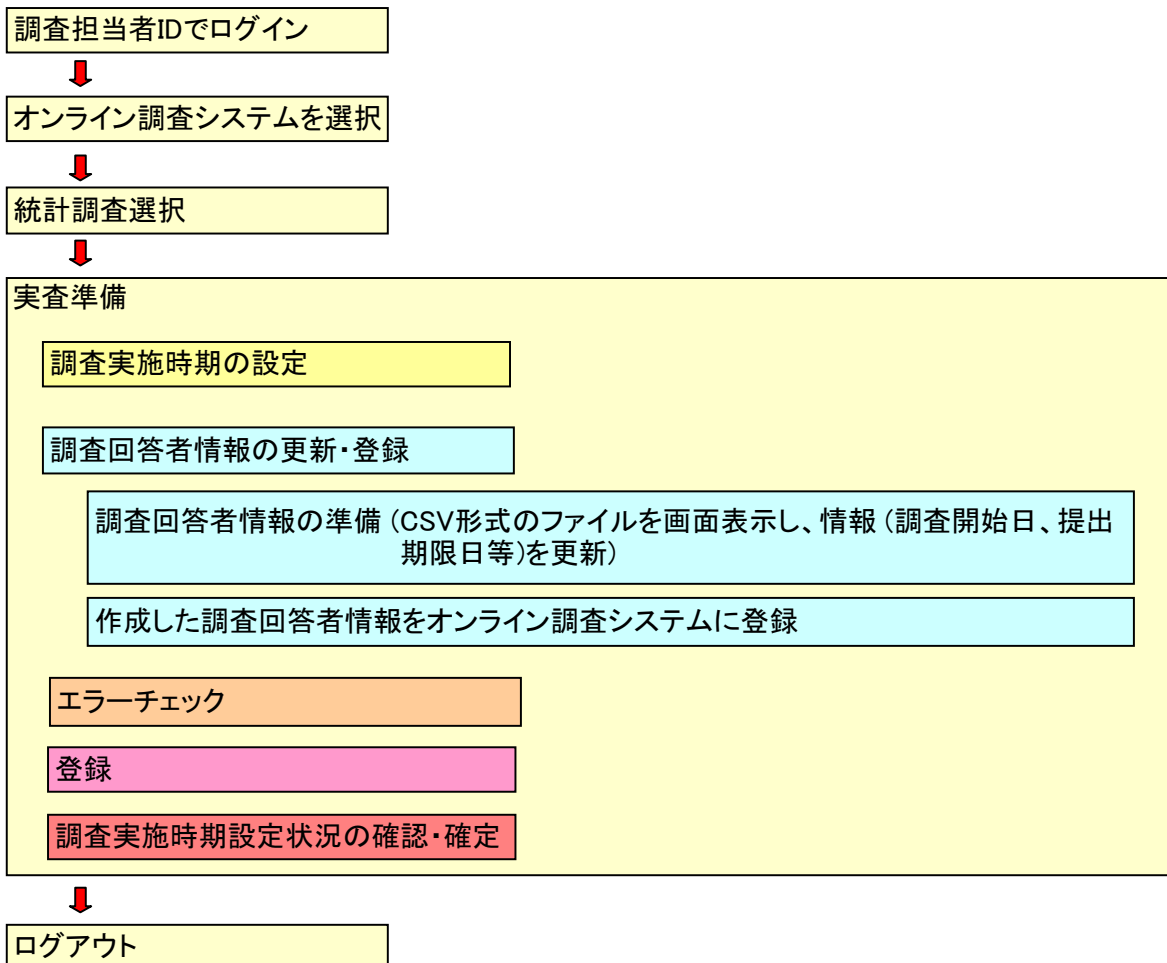 調査担当者IDでログイン
オンライン調査システムを選択
統計調査選択
実査準備
調査実施時期の設定
調査回答者情報の更新・登録
調査回答者情報の準備（CSV形式のファイルを画面表示し、情報（調査開始日、提出
期限日等）を更新）
作成した調査回答者情報をオンライン調査システムに登録
エラーチェック
登録
調査実施時期設定状況の確認・確定
ログアウト